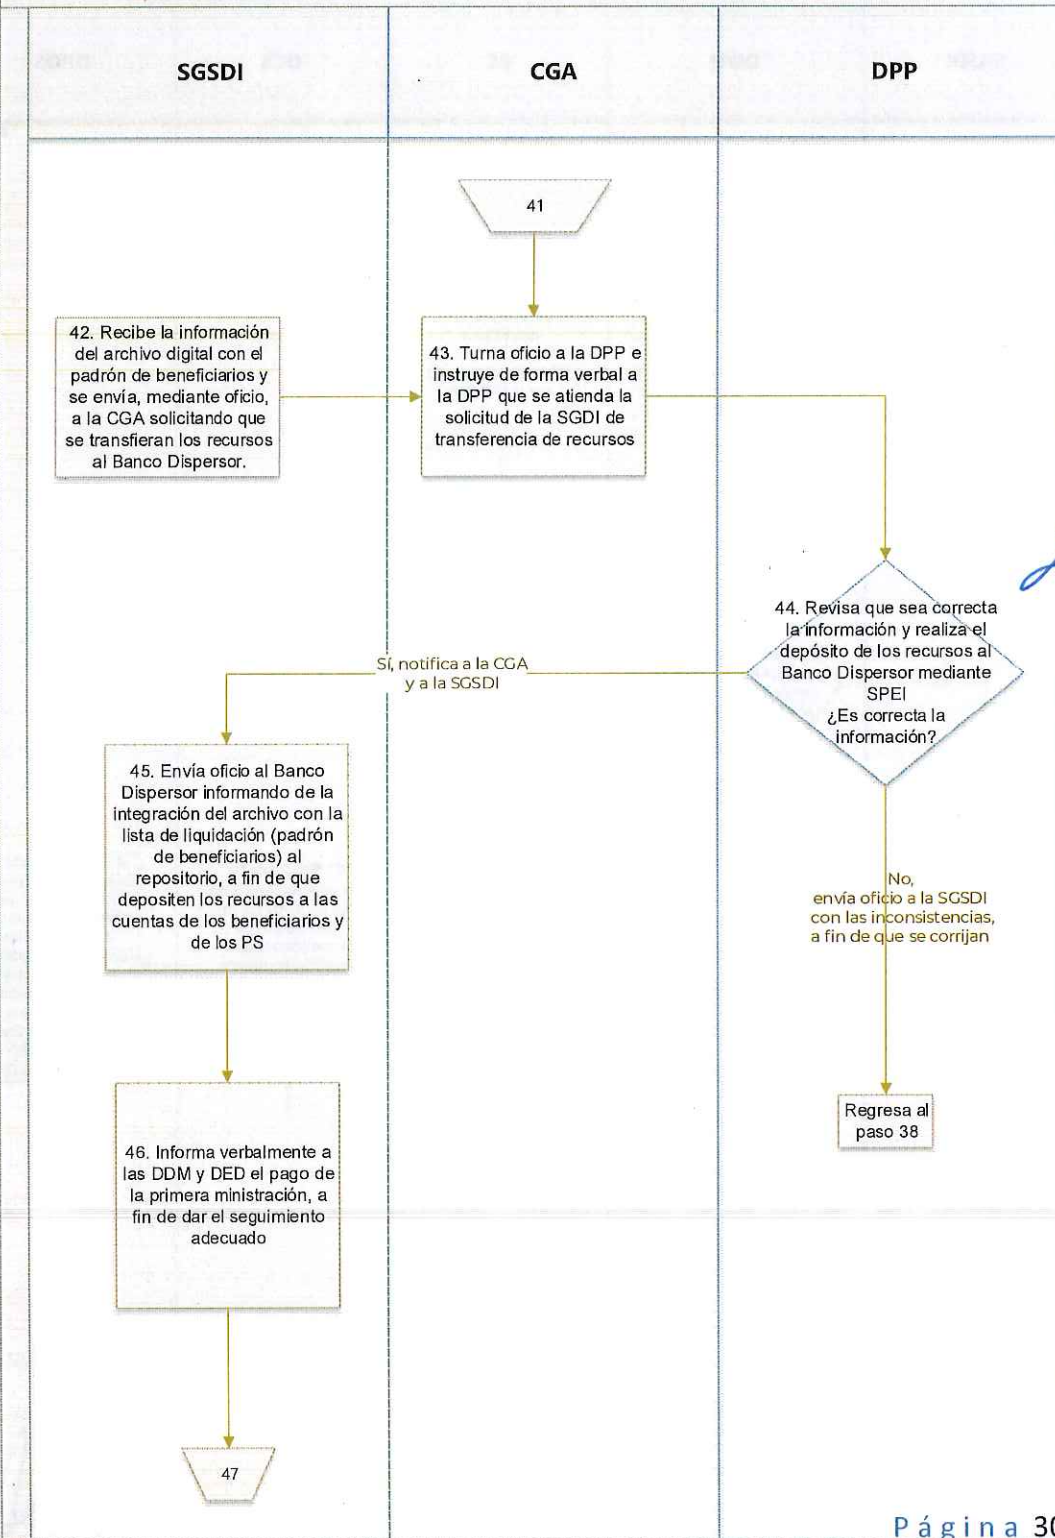 SGSDI
CGA
DPP
41
42. Recibe la información
del archivo digital con el
padrón de beneficiarios y
se envía, mediante oficio,
a la CGA solicitando que
se transfieran los recursos
al Banco Dispersor.
43. Turna oficio a la DPP e
instruye de forma verbal a
la DPP que se atienda la
solicitud de la SGDI de
transferencia de recursos
44. Revisa que sea correcta
la información y realiza el
depósito de los recursos al
Banco Dispersor mediante
SPEI
¿Es correcta la
información?
Sí, notifica a la CGA
y a la SGSDI
45. Envía oficio al Banco
Dispersor informando de la
integración del archivo con la
lista de liquidación (padrón
de beneficiarios) al
repositorio, a fin de que
depositen los recursos a las
cuentas de los beneficiarios y
de los PS
No,
envía oficio a la SGSDI
con las inconsistencias,
a fin de que se corrijan
46. Informa verbalmente a
las DDM y DED el pago de
la primera ministración, a
fin de dar el seguimiento
adecuado
Regresa al
paso 38
47
Página 30